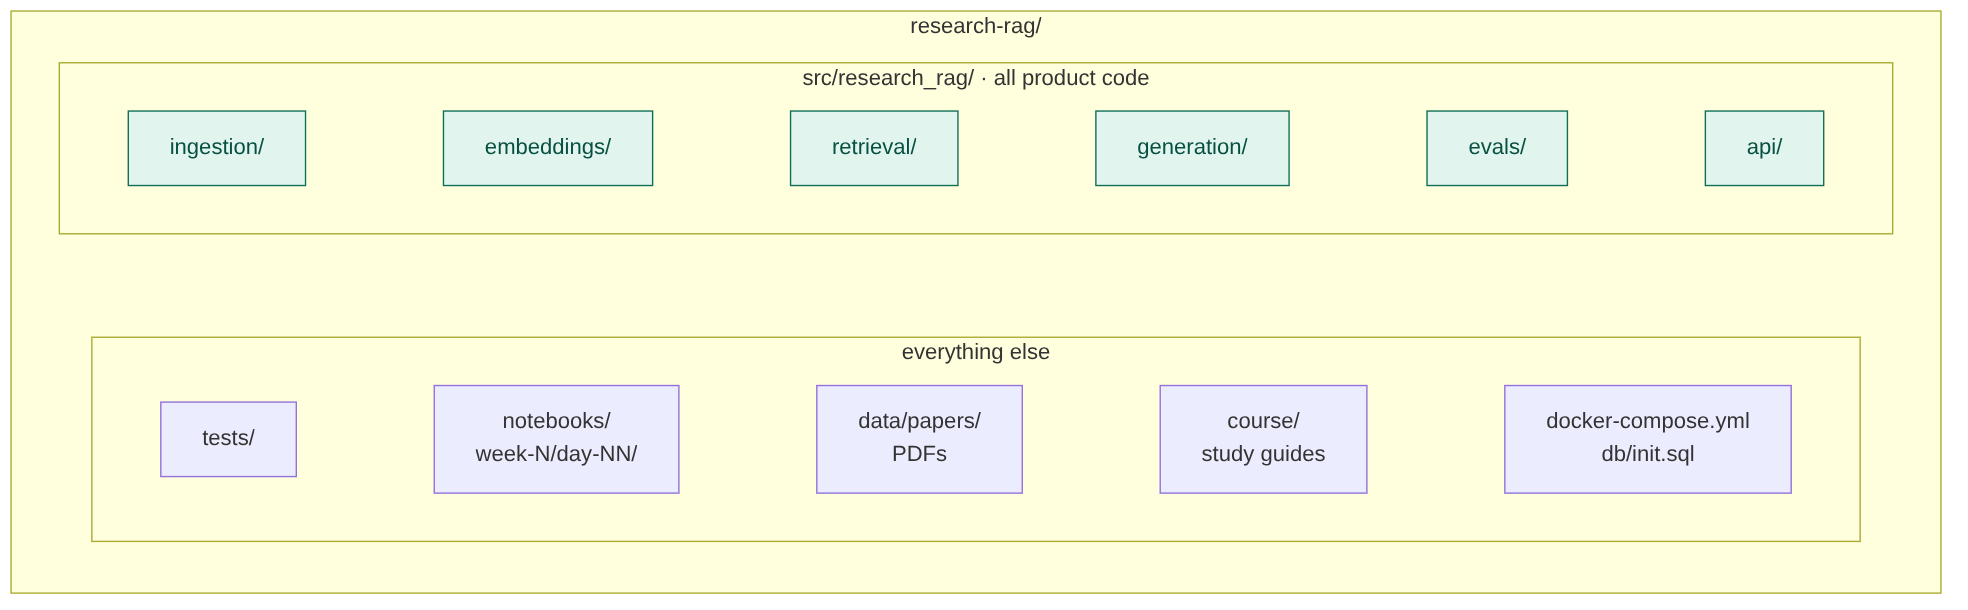 research-rag/
src/research_rag/ · all product code
ingestion/
embeddings/
retrieval/
generation/
evals/
api/
everything else
tests/
notebooks/
week-N/day-NN/
data/papers/
PDFs
course/
study guides
docker-compose.yml
db/init.sql